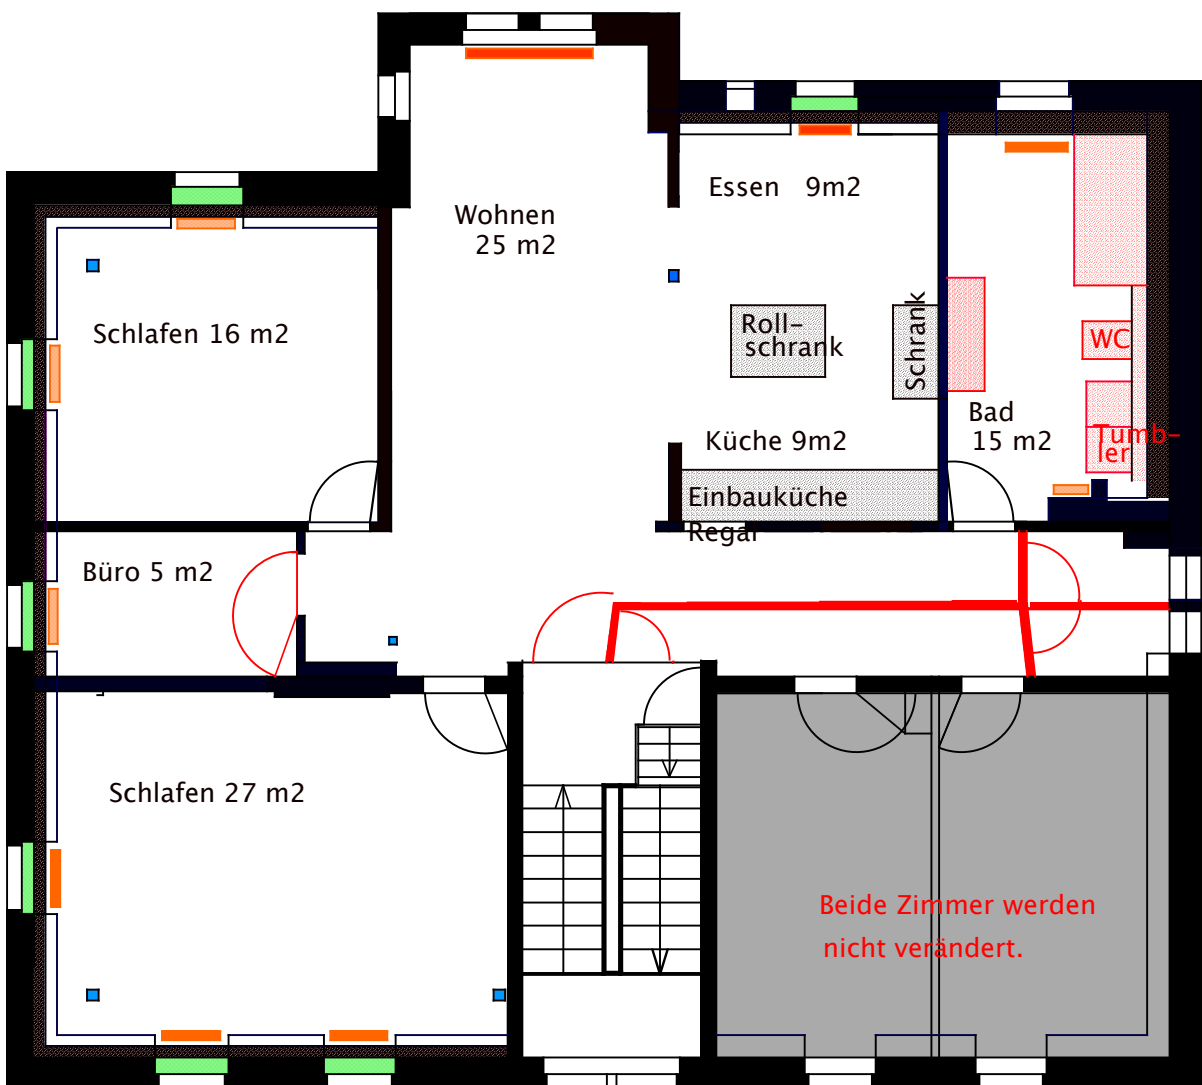 Essen 9m2
Wohnen
25 m2
Roll-
schrank
Schrank
Schlafen 16 m2
WC
Bad
15 m2
Küche 9m2
Tumb-
ler
Einbauküche
Regal
Büro 5 m2
Schlafen 27 m2
Beide Zimmer werden
nicht verändert.